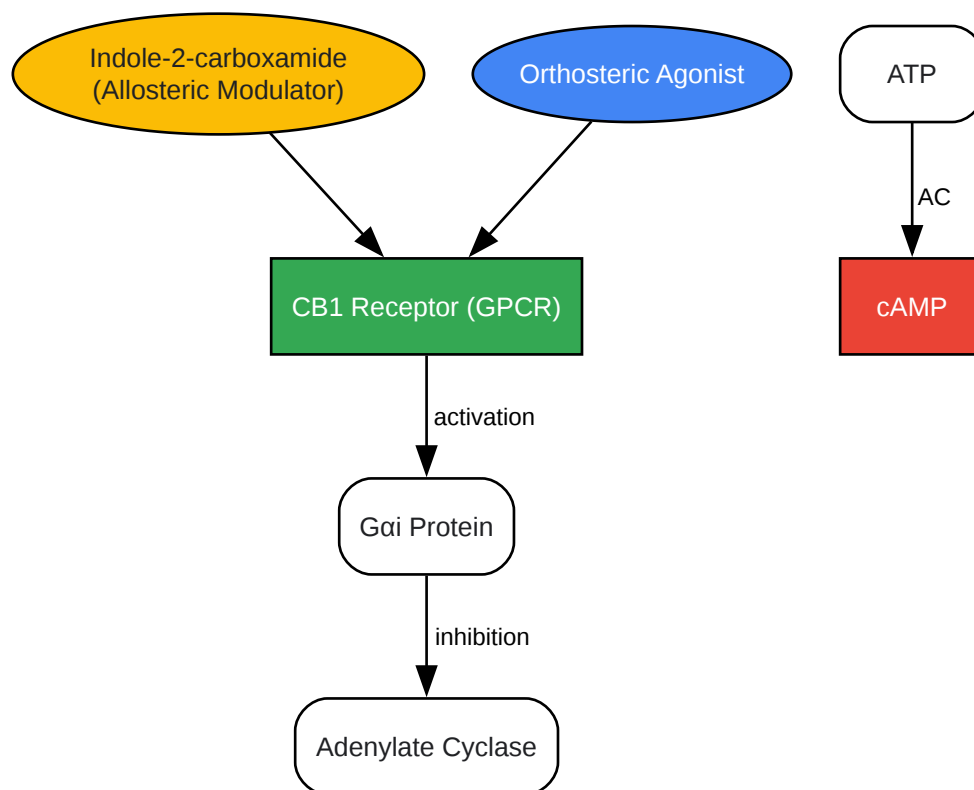 Indole-2-carboxamide
(Allosteric Modulator)
Orthosteric Agonist
ATP
AC
CB1 Receptor (GPCR)
cAMP
activation
Gαi Protein
inhibition
Adenylate Cyclase